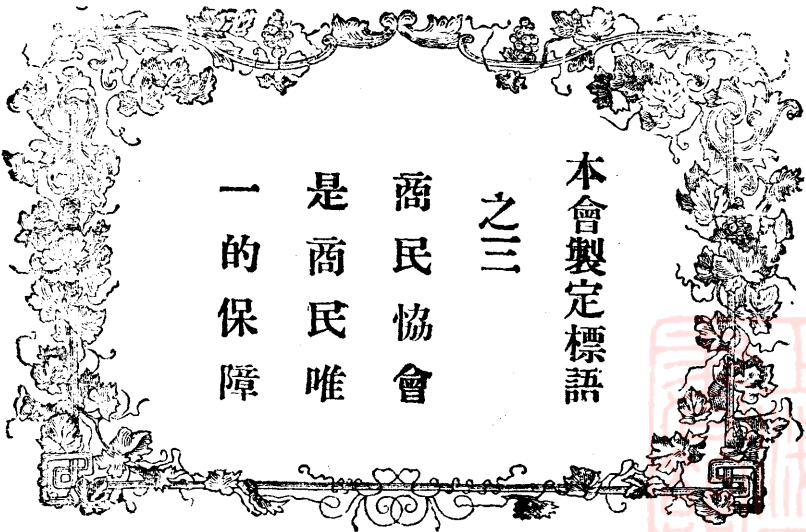 本會製定標語
之三
商民恊會
是商民唯
一的保障